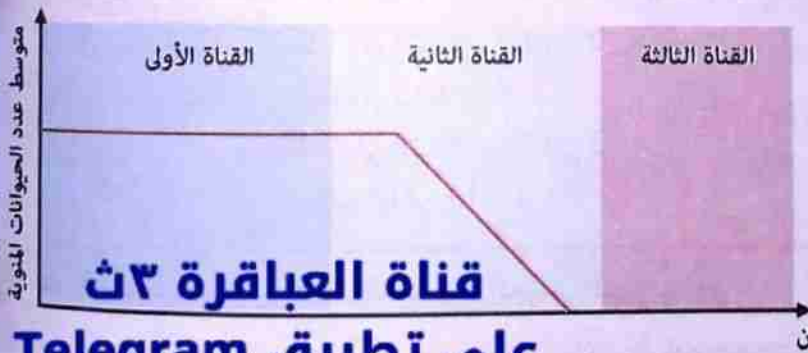 متوسط عدد الحيوانات المنوية
القناة الأولى
القناة الثانية
القناة الثالثة
قناة العباقرة ٣ث
على تطبيق Telegram